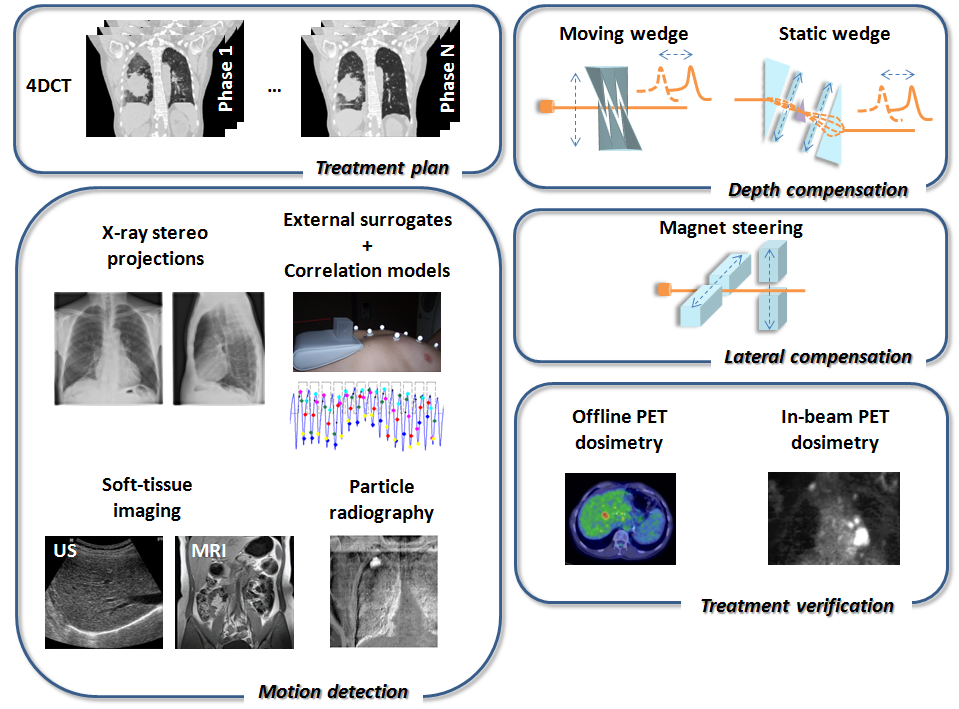 4DCT
Phase 1
...
Phase N
Treatment plan
Moving wedge
Static wedge
Depth compensation
X-ray stereo
projections
External surrogates
+
Correlation models
Magnet steering
Lateral compensation
Soft-tissue
imaging
US
MRI
Particle
radiography
Motion detection
Offline PET
dosimetry
In-beam PET
dosimetry
Treatment verification